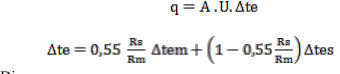 q = A .U. Δte
Δte = 0,55 Rs/Rm Δtem + (1 − 0,55 Rs/Rm) Δtes